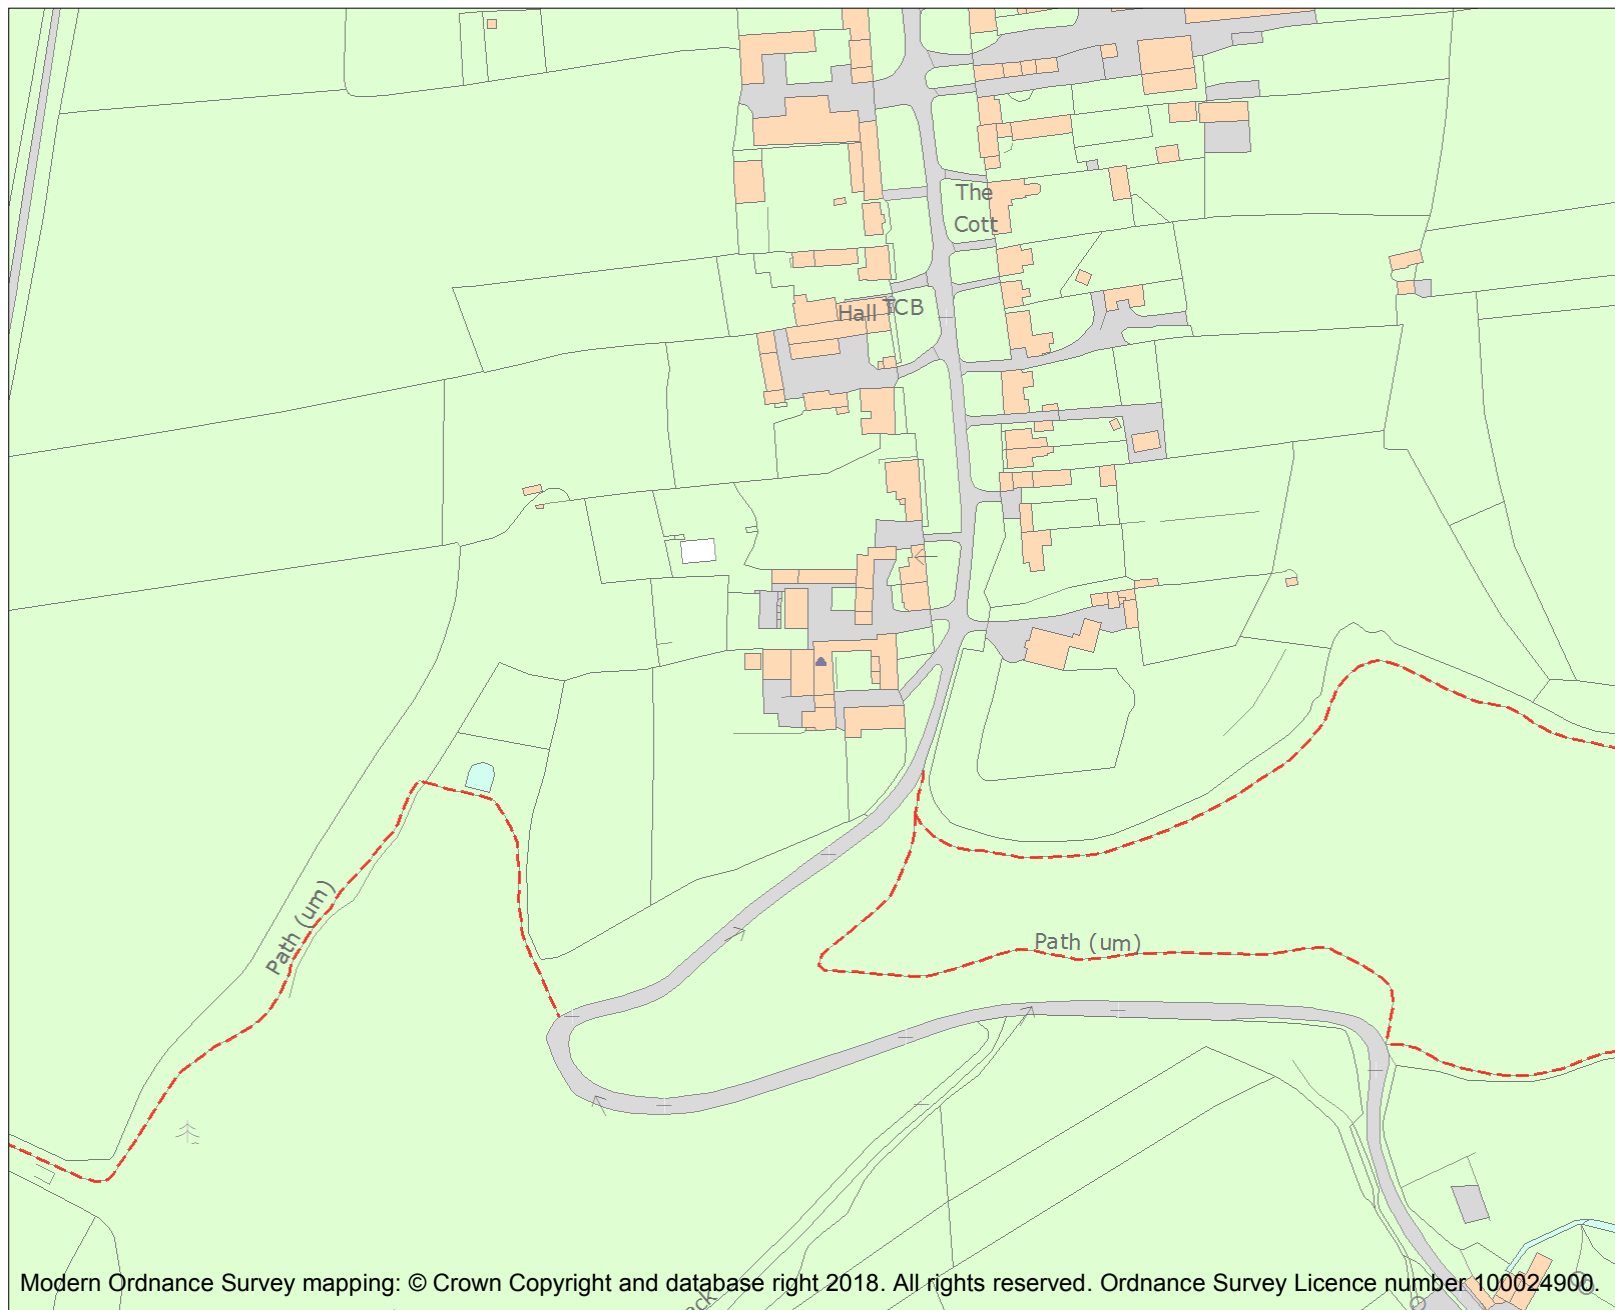 The
Cott
Hall TCB
Path (um)
Path (um)
Modern Ordnance Survey mapping: © Crown Copyright and database right 2018. All rights reserved. Ordnance Survey Licence number 100024900.